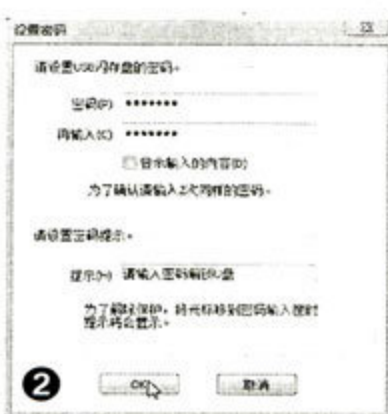 设置密码
请设置USB闪存盘的密码。
密码(P) *******
再输入(C) *******
显示输入的内容(D)
为了确认请输入2次同样的密码。
请设置密码提示。
提示(H) 请输入密码解锁U盘
为了解除保护，将光标移到密码输入框时
提示将会显示。
2
OK
取消